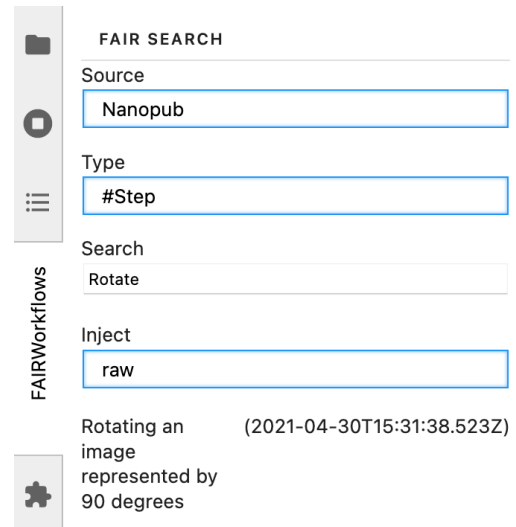 FAIR SEARCH
Source
Nanopub
Type
#Step
Search
Rotate
FAIRWorkflows
Inject
raw
Rotating an (2021-04-30T15:31:38.523Z)
image
represented by
90 degrees